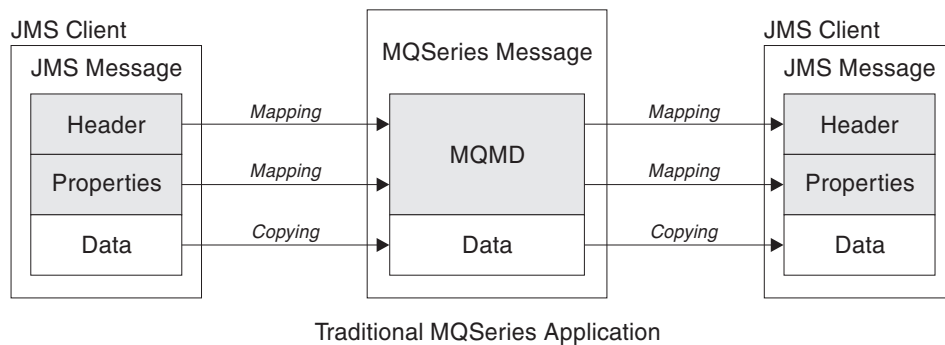 JMS Client
JMS Message
Header
Properties
Data
Mapping
Mapping
Copying
MQSeries Message
MQMD
Data
Mapping
Mapping
Copying
JMS Client
JMS Message
Header
Properties
Data
Traditional MQSeries Application